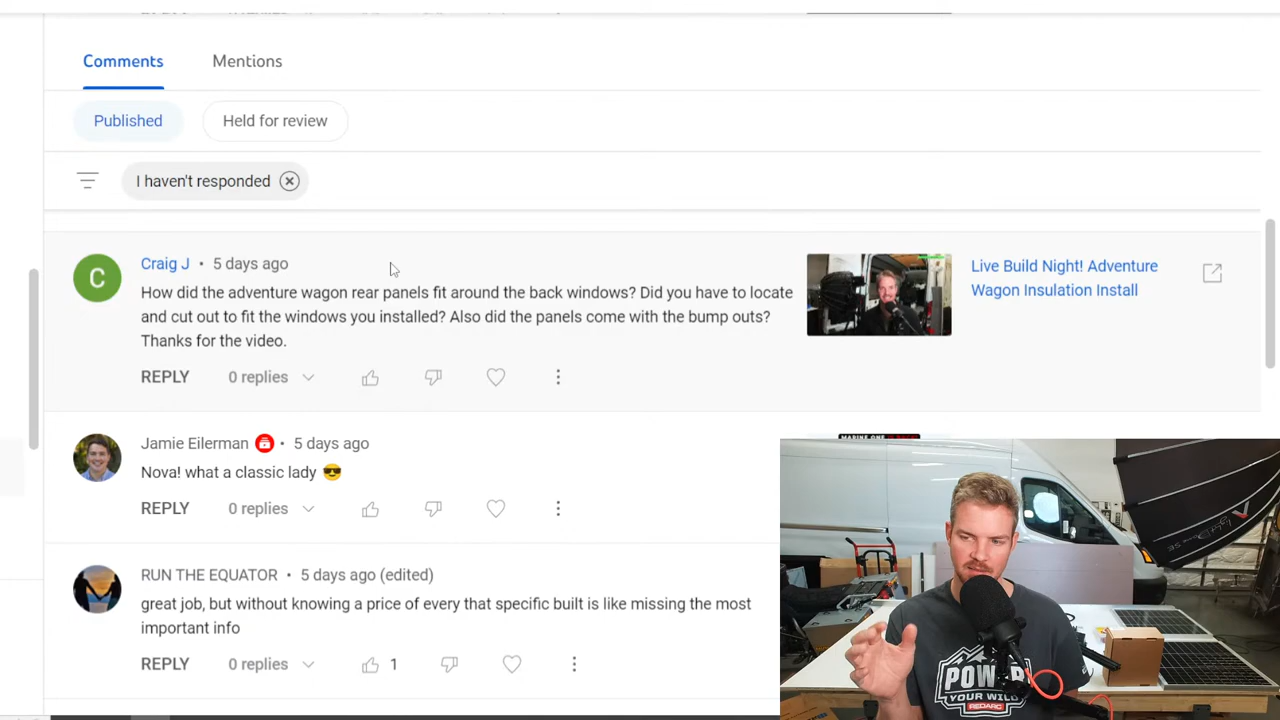 Comments Mentions
Published Held for review
I haven't responded
C Craig J • 5 days ago
How did the adventure wagon rear panels fit around the back windows? Did you have to locate
and cut out to fit the windows you installed? Also did the panels come with the bump outs?
Thanks for the video.
REPLY 0 replies
Live Build Night! Adventure
Wagon Insulation Install
Jamie Eilerman • 5 days ago
Nova! what a classic lady 😎
REPLY 0 replies
RUN THE EQUATOR • 5 days ago (edited)
great job, but without knowing a price of every that specific built is like missing the most
important info
REPLY 0 replies 1
POWER
YOUR WILD
REDARC